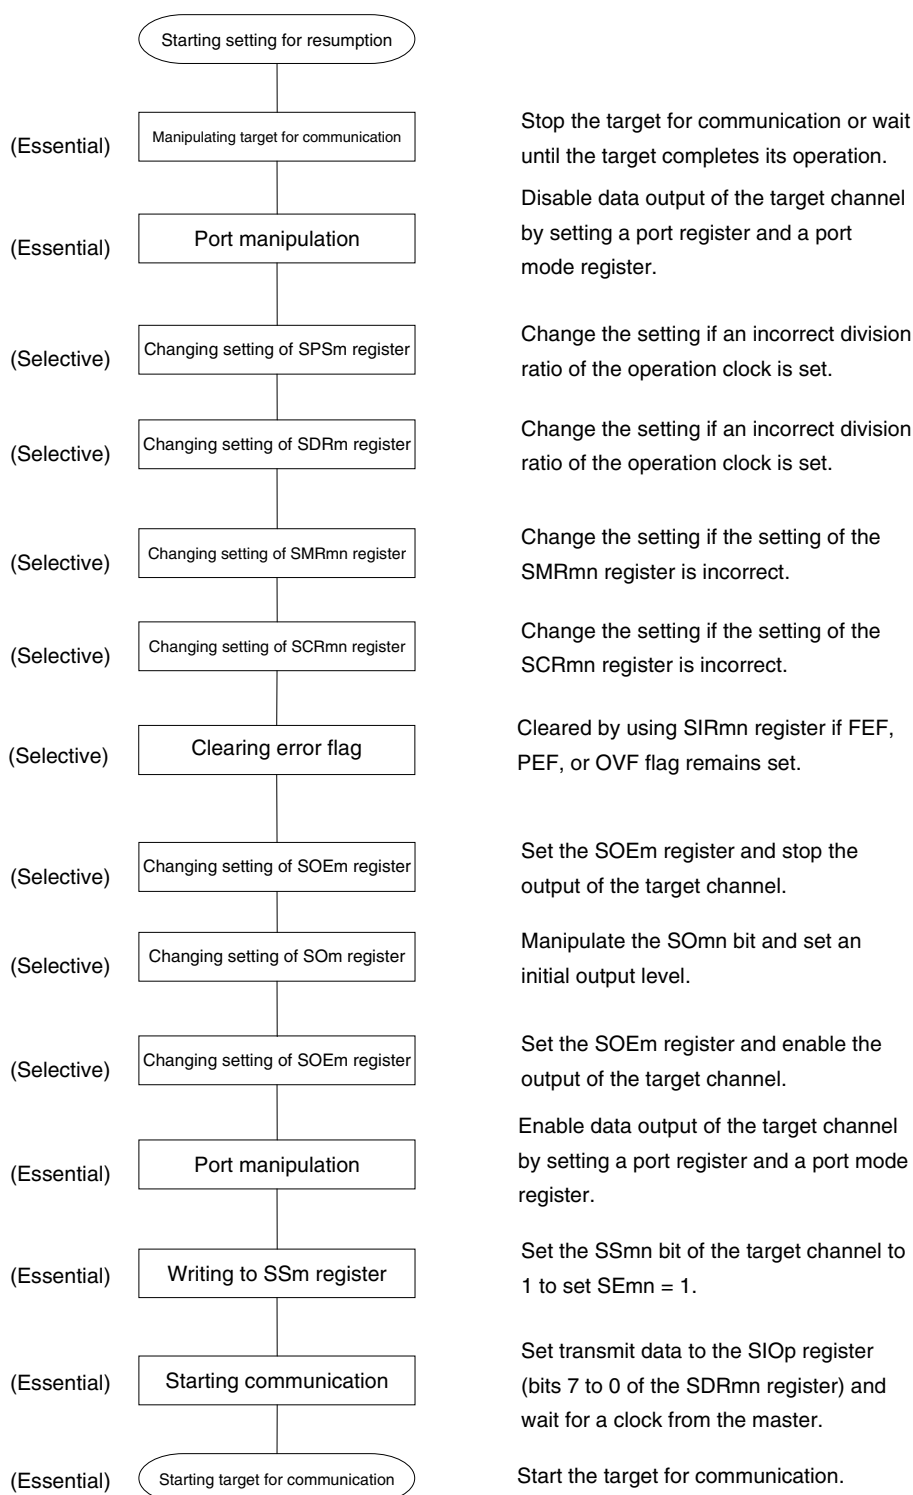 Starting setting for resumption
(Essential)
Manipulating target for communication
Stop the target for communication or wait
until the target completes its operation.
(Essential)
Port manipulation
Disable data output of the target channel
by setting a port register and a port
mode register.
(Selective)
Changing setting of SPSm register
Change the setting if an incorrect division
ratio of the operation clock is set.
(Selective)
Changing setting of SDRm register
Change the setting if an incorrect division
ratio of the operation clock is set.
(Selective)
Changing setting of SMRmn register
Change the setting if the setting of the
SMRmn register is incorrect.
(Selective)
Changing setting of SCRmn register
Change the setting if the setting of the
SCRmn register is incorrect.
(Selective)
Clearing error flag
Cleared by using SIRmn register if FEF,
PEF, or OVF flag remains set.
(Selective)
Changing setting of SOEm register
Set the SOEm register and stop the
output of the target channel.
(Selective)
Changing setting of SOm register
Manipulate the SOmn bit and set an
initial output level.
(Selective)
Changing setting of SOEm register
Set the SOEm register and enable the
output of the target channel.
(Essential)
Port manipulation
Enable data output of the target channel
by setting a port register and a port mode
register.
(Essential)
Writing to SSm register
Set the SSmn bit of the target channel to
1 to set SEmn = 1.
(Essential)
Starting communication
Set transmit data to the SIOp register
(bits 7 to 0 of the SDRmn register) and
wait for a clock from the master.
(Essential)
Starting target for communication
Start the target for communication.